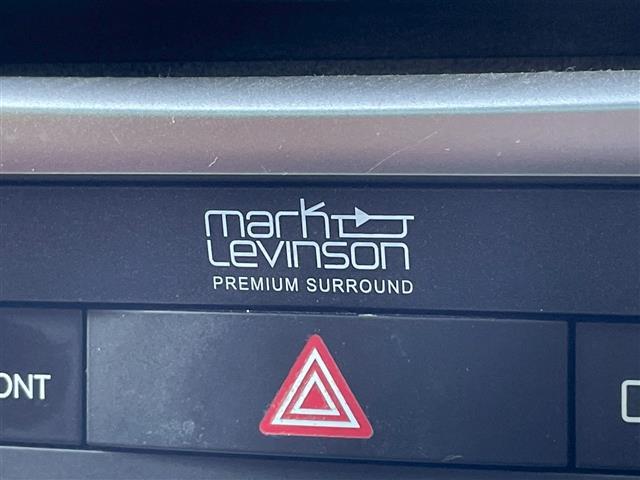 mark
Levinson
PREMIUM SURROUND
ONT